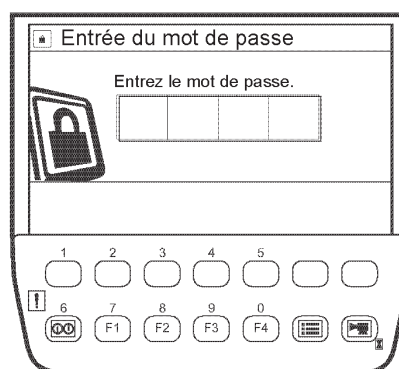 Entrée du mot de passe
Entrez le mot de passe.
1 2 3 4 5
6 7 8 9 0
F1 F2 F3 F4